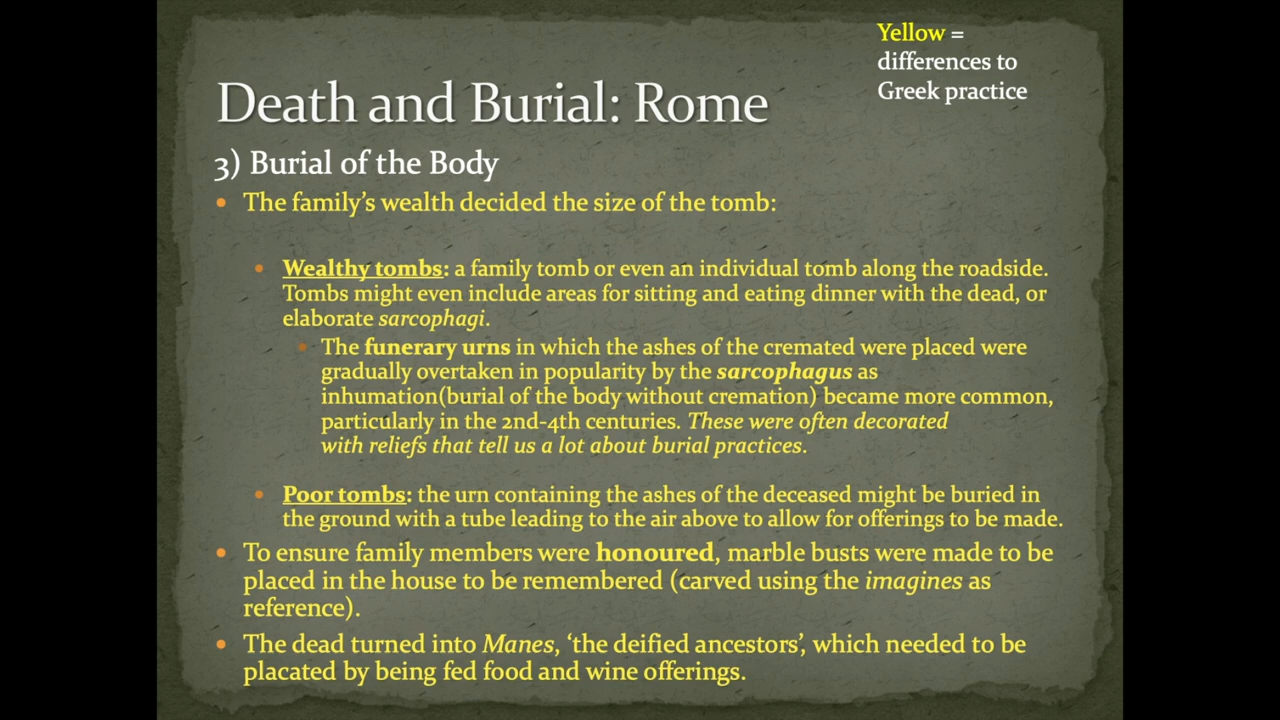 Yellow =
differences to
Greek practice
Death and Burial: Rome
3) Burial of the Body
• The family’s wealth decided the size of the tomb:
• Wealthy tombs: a family tomb or even an individual tomb along the roadside.
Tombs might even include areas for sitting and eating dinner with the dead, or
elaborate sarcophagi.
• The funerary urns in which the ashes of the cremated were placed were
gradually overtaken in popularity by the sarcophagus as
inhumation(burial of the body without cremation) became more common,
particularly in the 2nd-4th centuries. These were often decorated
with reliefs that tell us a lot about burial practices.
• Poor tombs: the urn containing the ashes of the deceased might be buried in
the ground with a tube leading to the air above to allow for offerings to be made.
• To ensure family members were honoured, marble busts were made to be
placed in the house to be remembered (carved using the imagines as
reference).
• The dead turned into Manes, ‘the deified ancestors’, which needed to be
placated by being fed food and wine offerings.